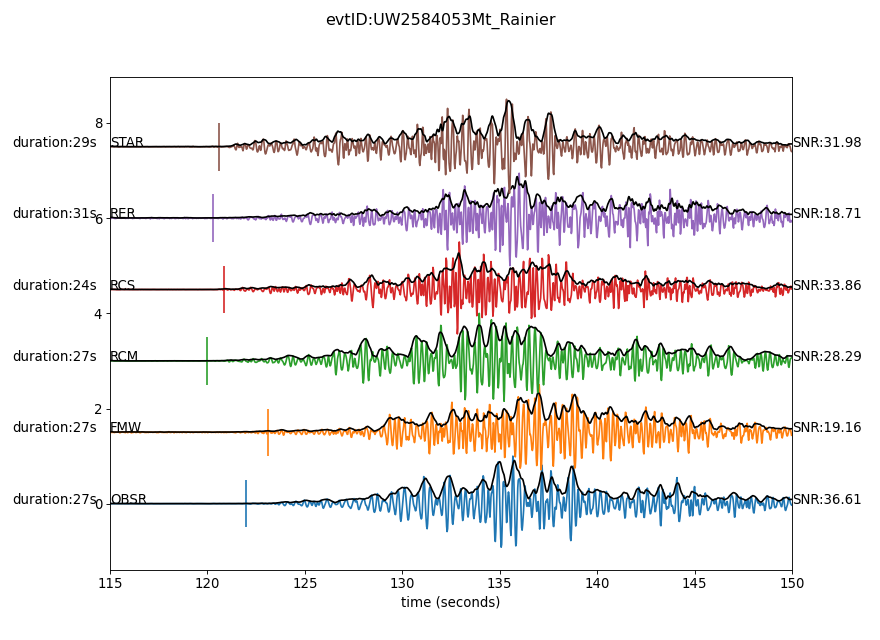 evtID:UW2584053Mt_Rainier
8
duration:29s STAR SNR:31.98
duration:31s RER SNR:18.71
6
duration:24s RCS SNR:33.86
4
duration:27s RCM SNR:28.29
2
duration:27s FMW SNR:19.16
duration:27s OBSR SNR:36.61
0
115 120 125 130 135 140 145 150
time (seconds)